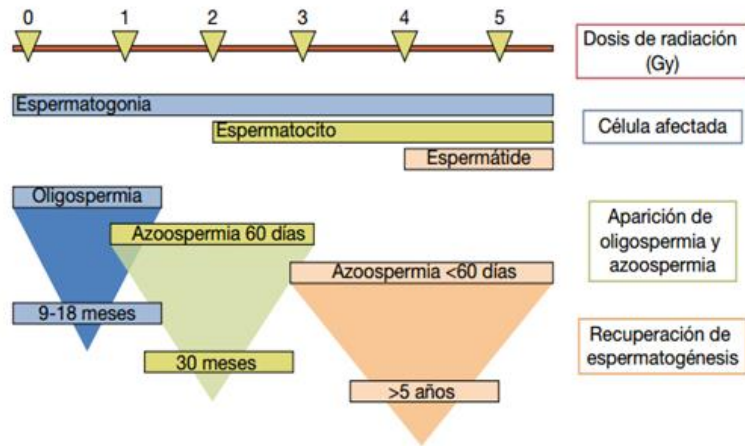 0 1 2 3 4 5
Dosis de radiación
(Gy)
Espermatogonia
Espermatocito
Espermátide
Célula afectada
Oligospermia
Azoospermia 60 días
Azoospermia <60 días
Aparición de
oligospermia y
azoospermia
9-18 meses
30 meses
>5 años
Recuperación de
espermatogénesis